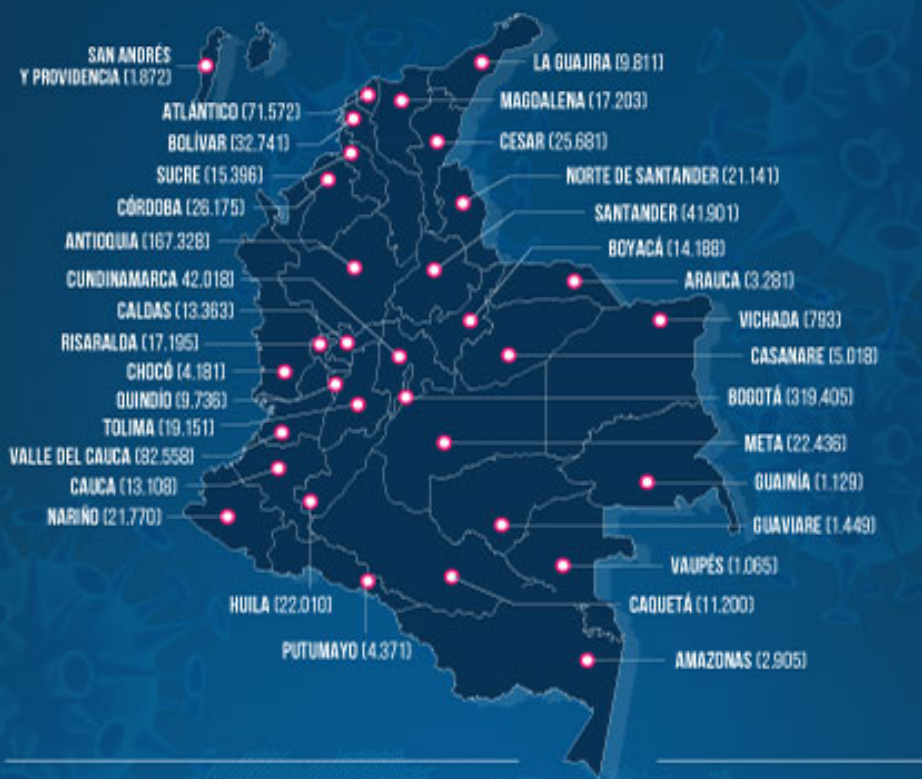 SAN ANDRÉS
Y PROVIDENCIA (1.872)
ATLÁNTICO (71.572)
BOLÍVAR (32.741)
SUCRE (15.396)
CÓRDOBA (26.175)
ANTIOQUIA (167.328)
CUNDINAMARCA 42.018)
CALDAS (13.363)
RISARALDA (17.195)
CHOCÓ (4.181)
QUINDÍO (9.736)
TOLIMA (19.151)
VALLE DEL CAUCA (82.558)
CAUCA (13.108)
NARIÑO (21.770)
HUILA (22.010)
PUTUMAYO (4.371)
LA GUAJIRA (9.811)
MAGDALENA (17.203)
CESAR (25.681)
NORTE DE SANTANDER (21.141)
SANTANDER (41.901)
BOYACÁ (14.188)
ARAUCA (3.281)
VICHADA (793)
CASANARE (5.018)
BOGOTÁ (319.405)
META (22.436)
GUAINÍA (1.129)
GUAVIARE (1.449)
VAUPÉS (1.065)
CAQUETÁ (11.200)
AMAZONAS (2.905)